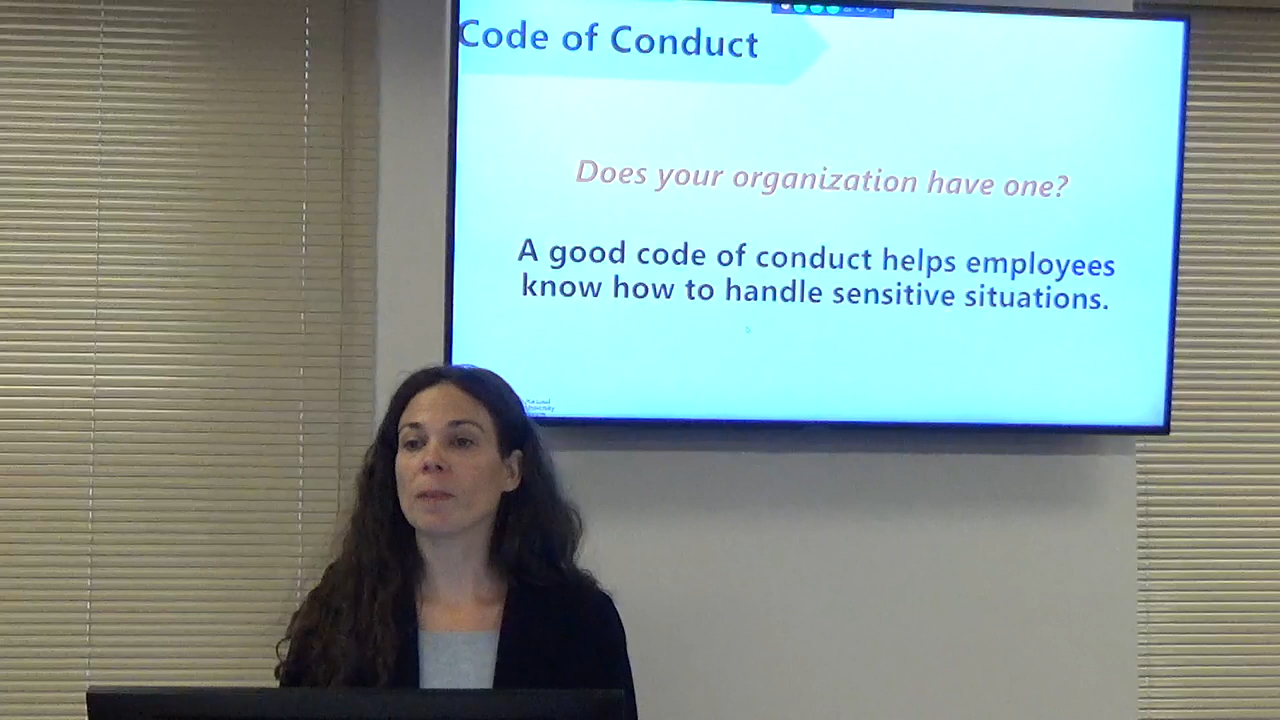 Code of Conduct
Does your organization have one?
A good code of conduct helps employees
know how to handle sensitive situations.
University